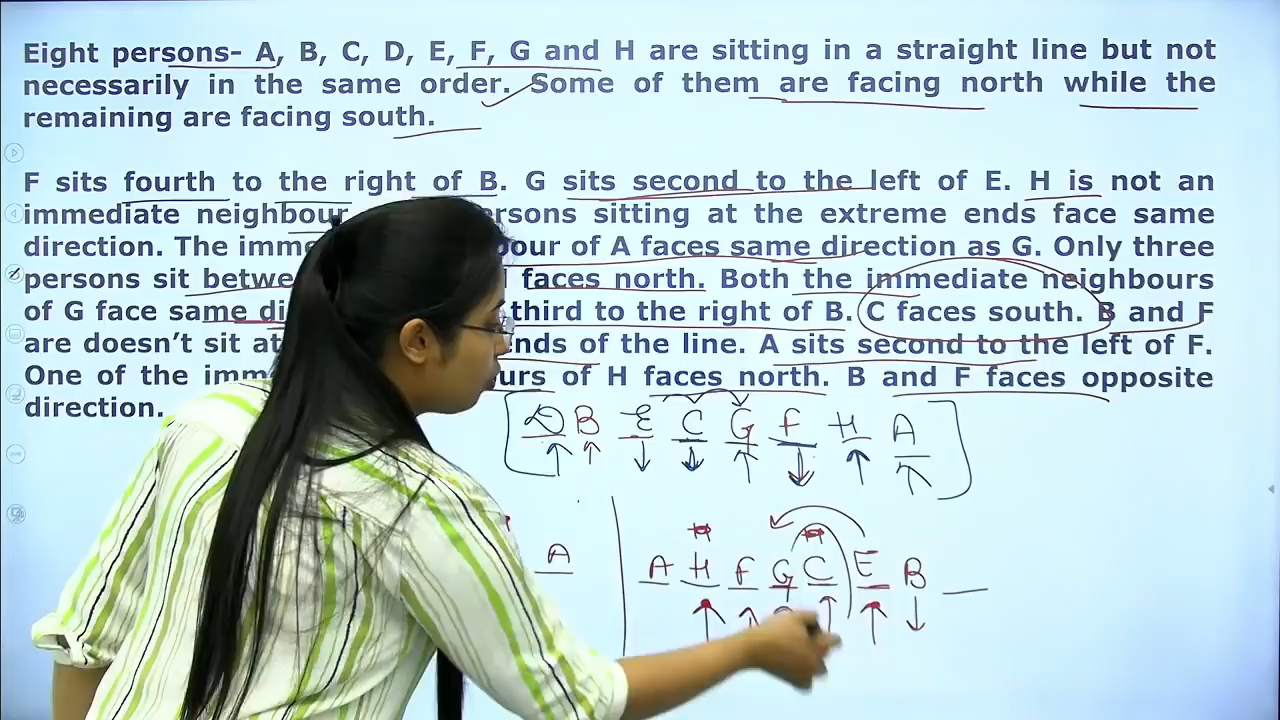 Eight persons- A, B, C, D, E, F, G and H are sitting in a straight line but not
necessarily in the same order. Some of them are facing north while the
remaining are facing south.
F sits fourth to the right of B. G sits second to the left of E. H is not an
immediate neighbour ersons sitting at the extreme ends face same
direction. The imme bour of A faces same direction as G. Only three
persons sit betwe faces north. Both the immediate neighbours
of G face same di third to the right of B. C faces south. B and F
are doesn't sit at nds of the line. A sits second to the left of F.
One of the imm urs of H faces north. B and F faces opposite
direction.
D B E C G F H A
A
A H F G C E B